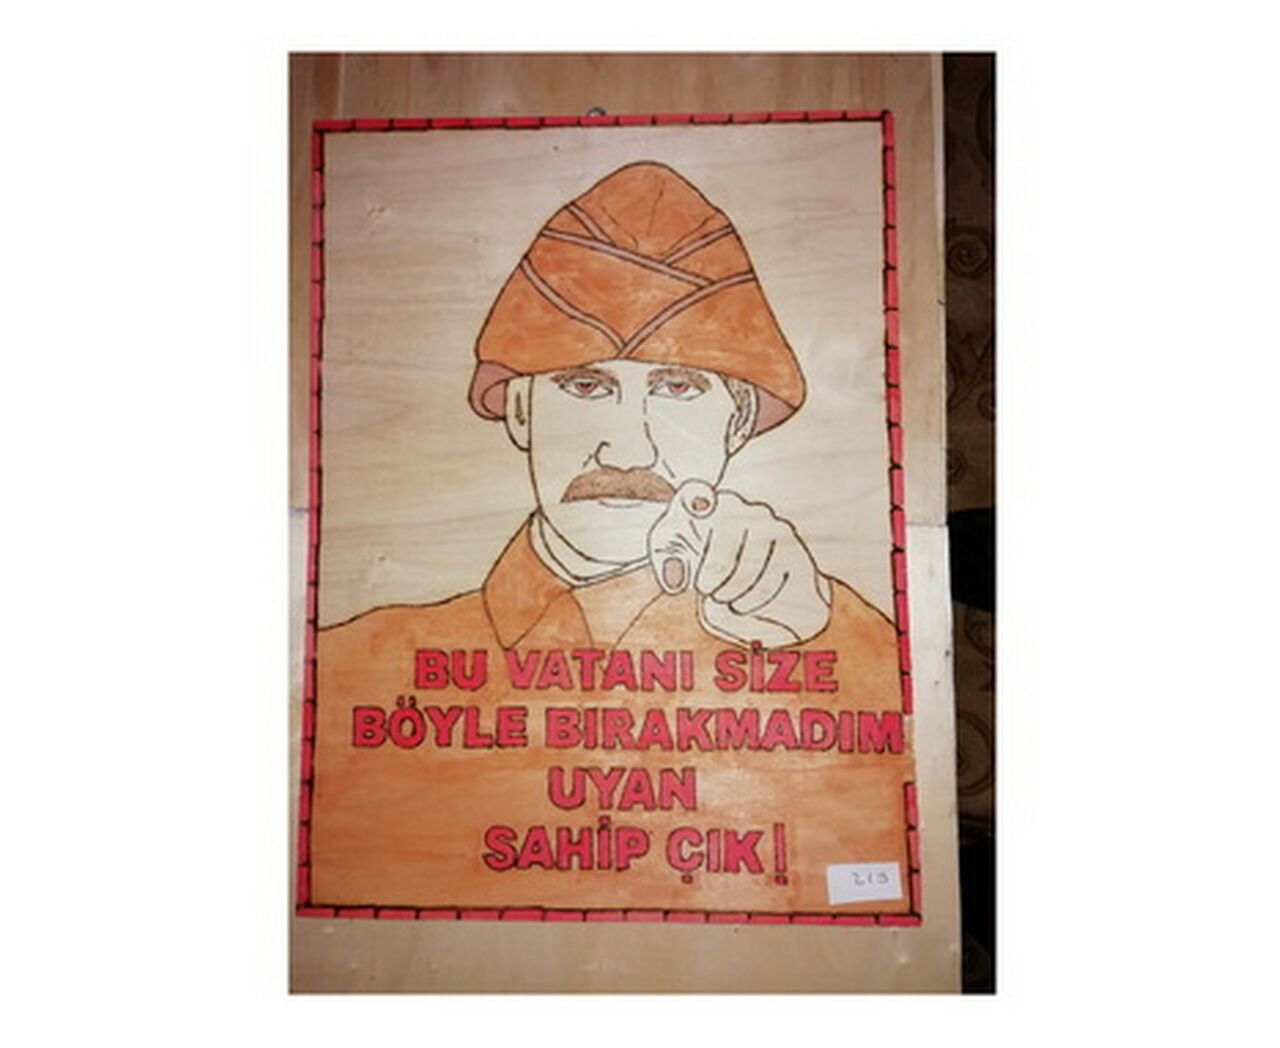 BU VATANI SİZE
BÖYLE BIRAKMADIM
UYAN
SAHİP ÇIK!
219